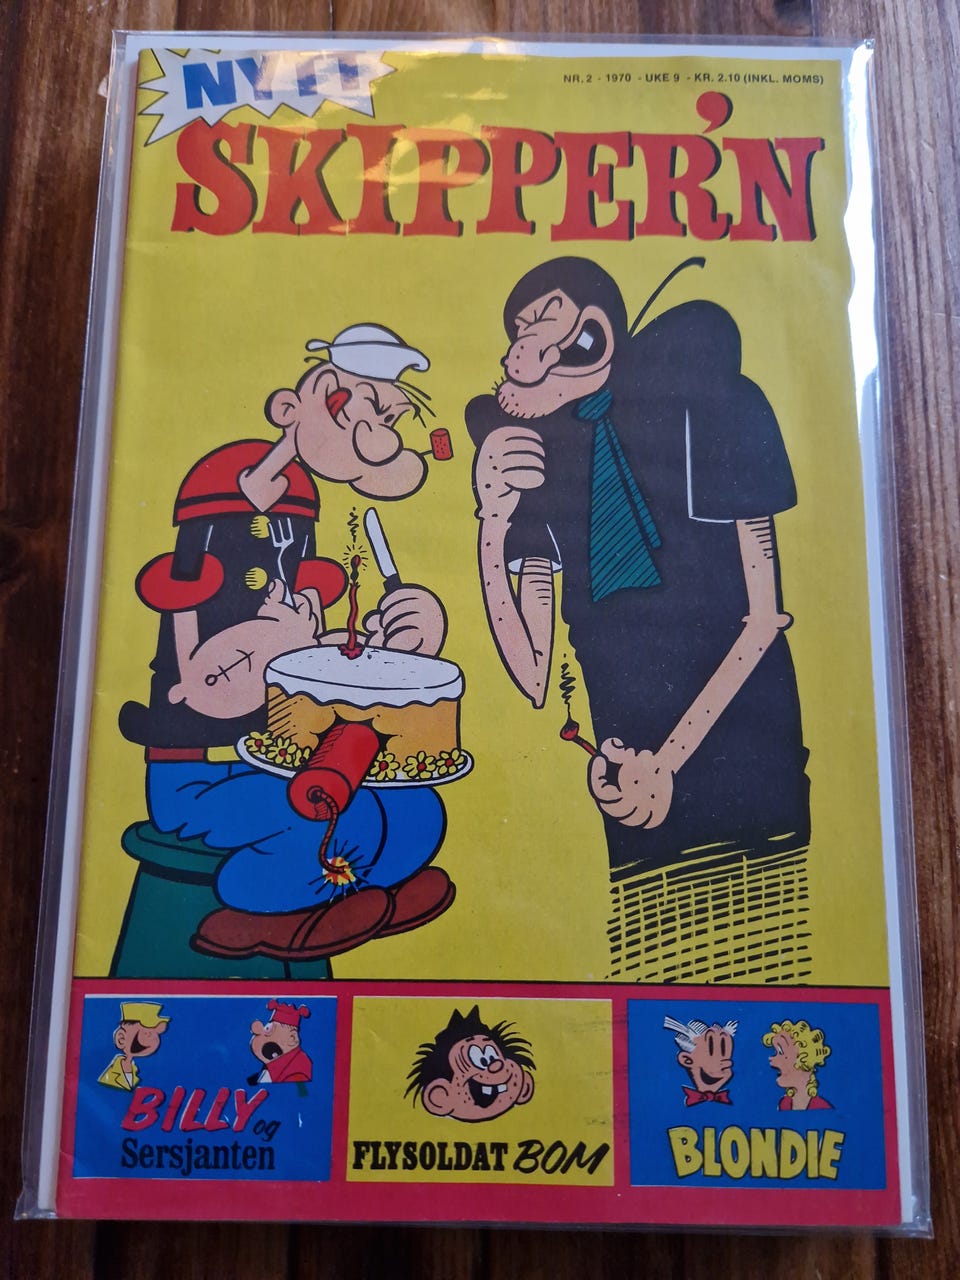 NYTT
NR. 2 - 1970 - UKE 9 - KR. 2.10 (INKL. MOMS)
SKIPPER'N
BILLY og
Sersjanten
FLYSOLDAT BOM
BLONDIE